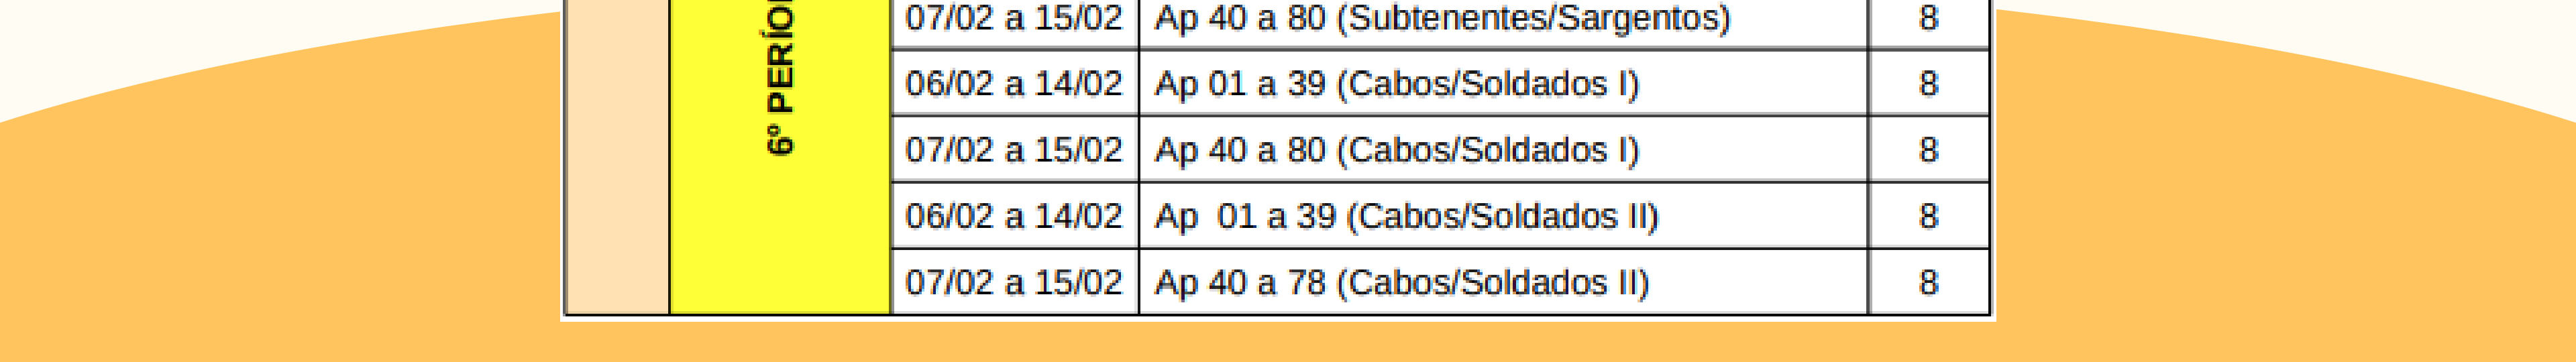 6º PERÍO
07/02 a 15/02 Ap 40 a 80 (Subtenentes/Sargentos) 8
06/02 a 14/02 Ap 01 a 39 (Cabos/Soldados I) 8
07/02 a 15/02 Ap 40 a 80 (Cabos/Soldados I) 8
06/02 a 14/02 Ap  01 a 39 (Cabos/Soldados II) 8
07/02 a 15/02 Ap 40 a 78 (Cabos/Soldados II) 8